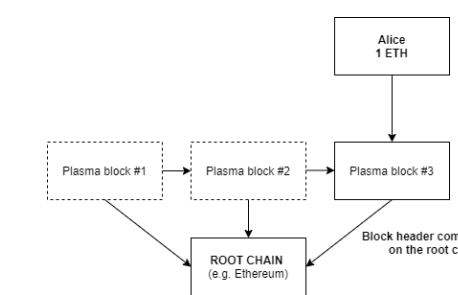 Alice
1 ETH
Plasma block #1
Plasma block #2
Plasma block #3
Block header
on the root
ROOT CHAIN
(e.g. Ethereum)